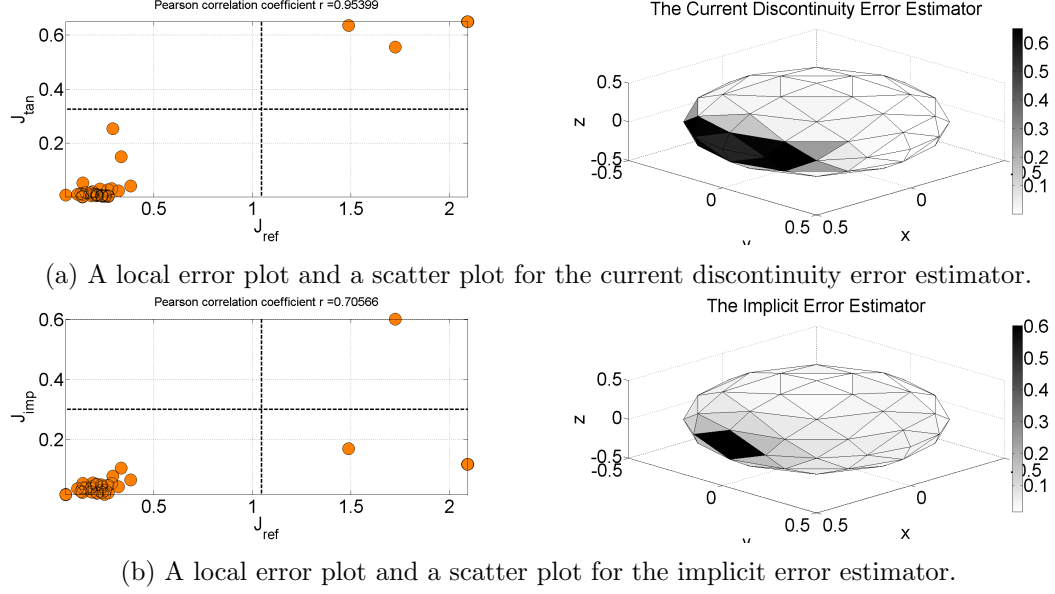 Pearson correlation coefficient r =0.95399
0.6
0.4
0.2
J_tan
0.5
1
1.5
2
J_ref
The Current Discontinuity Error Estimator
0.5
0
-0.5
z
-0.5
0
0.5
y
0.5
0
-0.5
x
0.6
0.5
0.4
0.3
0.2
0.1
(a) A local error plot and a scatter plot for the current discontinuity error estimator.
Pearson correlation coefficient r =0.70566
0.6
0.4
0.2
J_imp
0.5
1
1.5
2
J_ref
The Implicit Error Estimator
0.5
0
-0.5
z
-0.5
0
0.5
y
0.5
0
-0.5
x
0.6
0.5
0.4
0.3
0.2
0.1
(b) A local error plot and a scatter plot for the implicit error estimator.